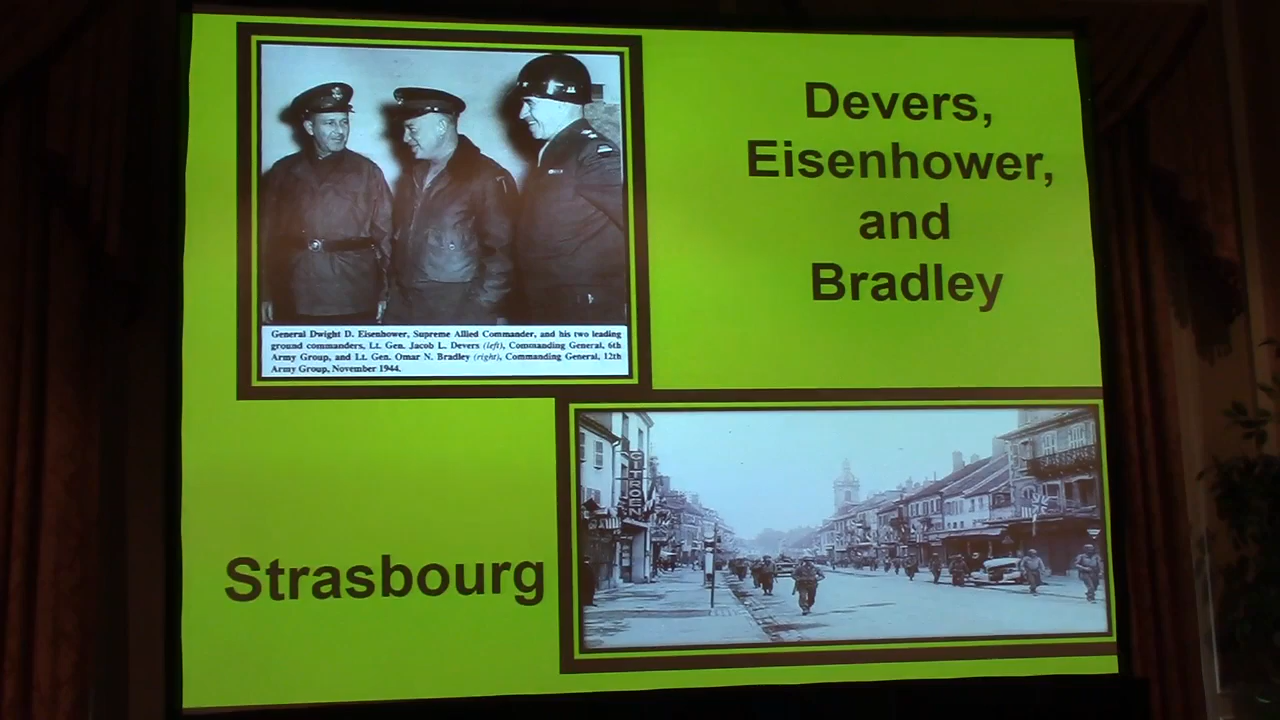 Devers,
Eisenhower,
and
Bradley
General Dwight D. Eisenhower, Supreme Allied Commander, and his two leading
ground commanders, Lt. Gen. Jacob L. Devers (left), Commanding General, 6th
Army Group, and Lt. Gen. Omar N. Bradley (right), Commanding General, 12th
Army Group, November 1944.
Strasbourg
CITROEN